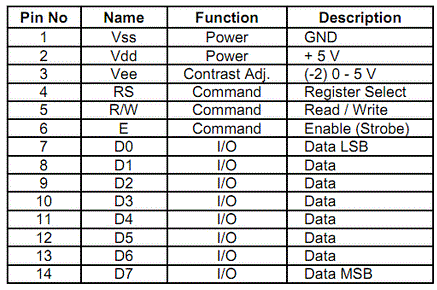 Pin No Name Function Description
1 Vss Power GND
2 Vdd Power + 5 V
3 Vee Contrast Adj. (-2) 0 - 5 V
4 RS Command Register Select
5 R/W Command Read / Write
6 E Command Enable (Strobe)
7 D0 I/O Data LSB
8 D1 I/O Data
9 D2 I/O Data
10 D3 I/O Data
11 D4 I/O Data
12 D5 I/O Data
13 D6 I/O Data
14 D7 I/O Data MSB